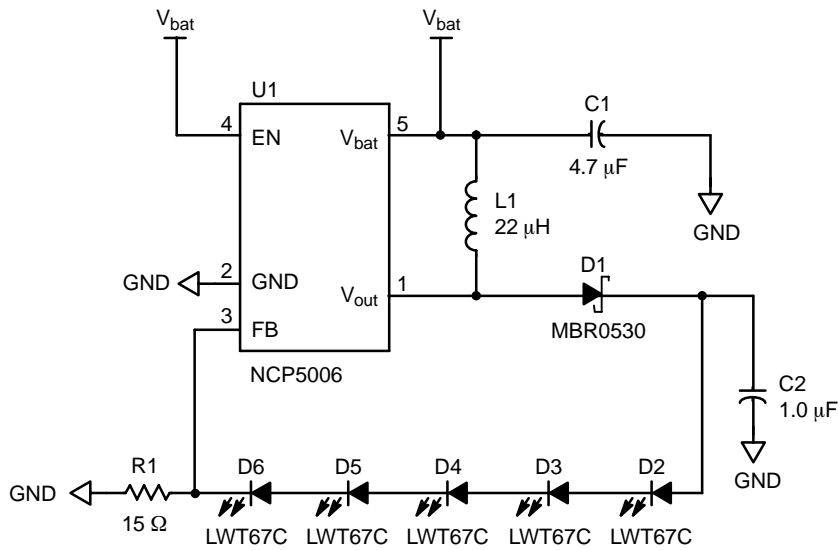 Vbat
Vbat
U1
C1
4
EN
Vbat
5
4.7 µF
L1
22 µH
GND
GND
2
GND
Vout
1
D1
3
FB
MBR0530
NCP5006
C2
1.0 µF
GND
R1
D6
D5
D4
D3
D2
GND
15 Ω
LWT67C
LWT67C
LWT67C
LWT67C
LWT67C